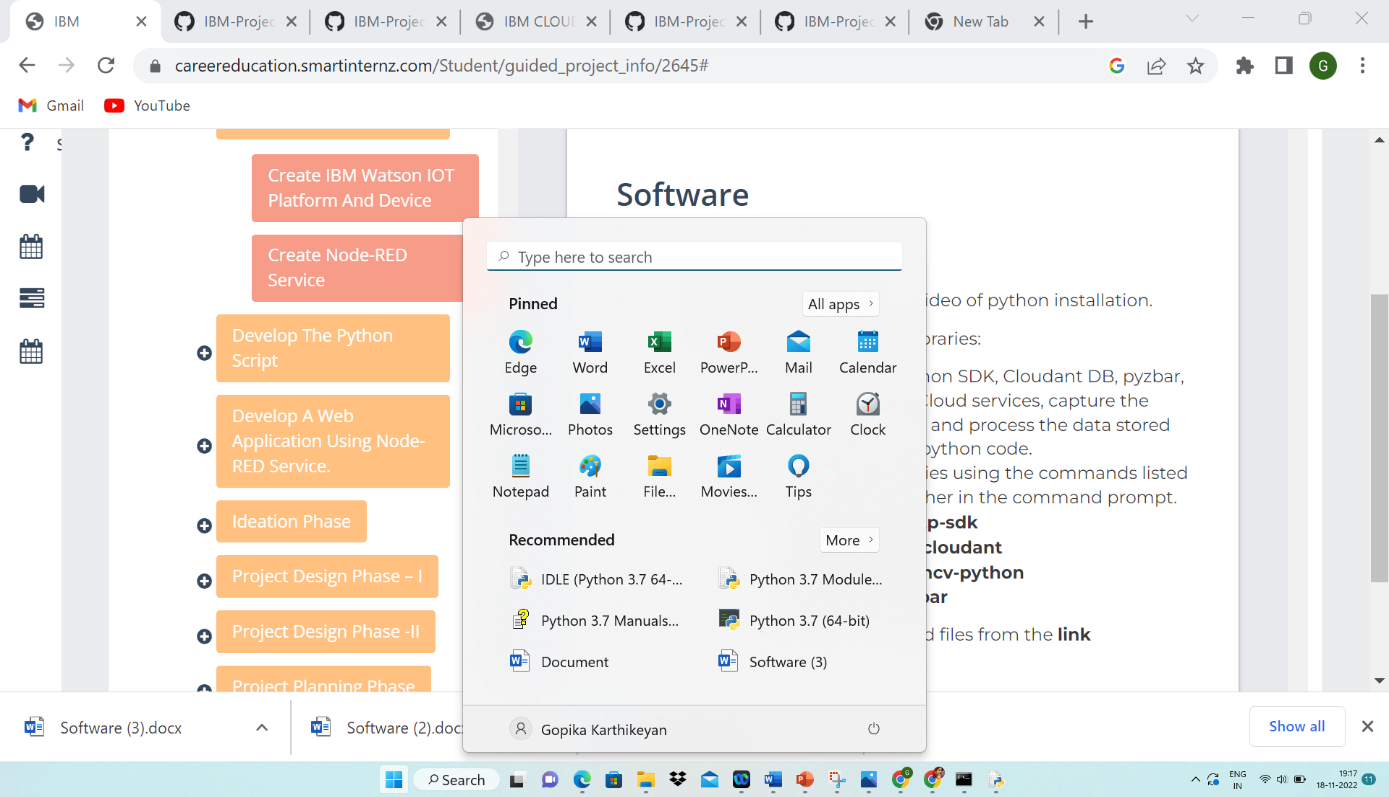 IBM
IBM-Projec
IBM-Projec
IBM CLOU
IBM-Projec
IBM-Projec
New Tab
careereducation.smartinternz.com/Student/guided_project_info/2645#
G
Gmail
YouTube
Create IBM Watson IOT
Platform And Device
Create Node-RED
Service
Develop The Python
Script
Develop A Web
Application Using Node-
RED Service.
Ideation Phase
Project Design Phase – I
Project Design Phase -II
Project Planning Phase
Software
ideo of python installation.
braries:
hon SDK, Cloudant DB, pyzbar,
Cloud services, capture the
and process the data stored
python code.
ies using the commands listed
her in the command prompt.
p-sdk
cloudant
ncv-python
bar
d files from the link
Type here to search
Pinned
All apps
Edge
Word
Excel
PowerP...
Mail
Calendar
Microso...
Photos
Settings
OneNote
Calculator
Clock
Notepad
Paint
File...
Movies...
Tips
Recommended
More
IDLE (Python 3.7 64-...
Python 3.7 Module...
Python 3.7 Manuals...
Python 3.7 (64-bit)
Document
Software (3)
Gopika Karthikeyan
Software (3).docx
Software (2).doc
Show all
Search
ENG
IN
19:17
18-11-2022
11